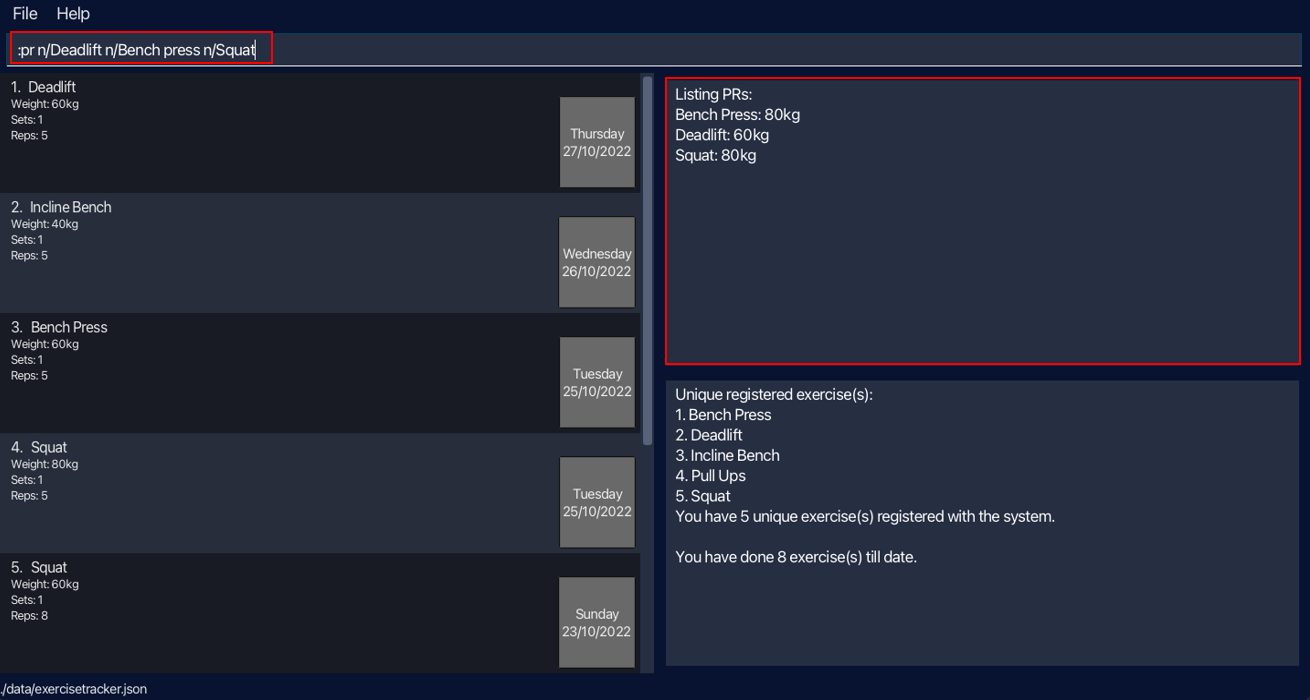 File Help
:pr n/Deadlift n/Bench press n/Squat
1. Deadlift
Weight: 60kg
Sets: 1
Reps: 5
Thursday
27/10/2022
2. Incline Bench
Weight: 40kg
Sets: 1
Reps: 5
Wednesday
26/10/2022
3. Bench Press
Weight: 60kg
Sets: 1
Reps: 5
Tuesday
25/10/2022
4. Squat
Weight: 80kg
Sets: 1
Reps: 5
Tuesday
25/10/2022
5. Squat
Weight: 60kg
Sets: 1
Reps: 8
Sunday
23/10/2022
Listing PRs:
Bench Press: 80kg
Deadlift: 60kg
Squat: 80kg
Unique registered exercise(s):
1. Bench Press
2. Deadlift
3. Incline Bench
4. Pull Ups
5. Squat
You have 5 unique exercise(s) registered with the system.
You have done 8 exercise(s) till date.
./data/exercisetracker.json